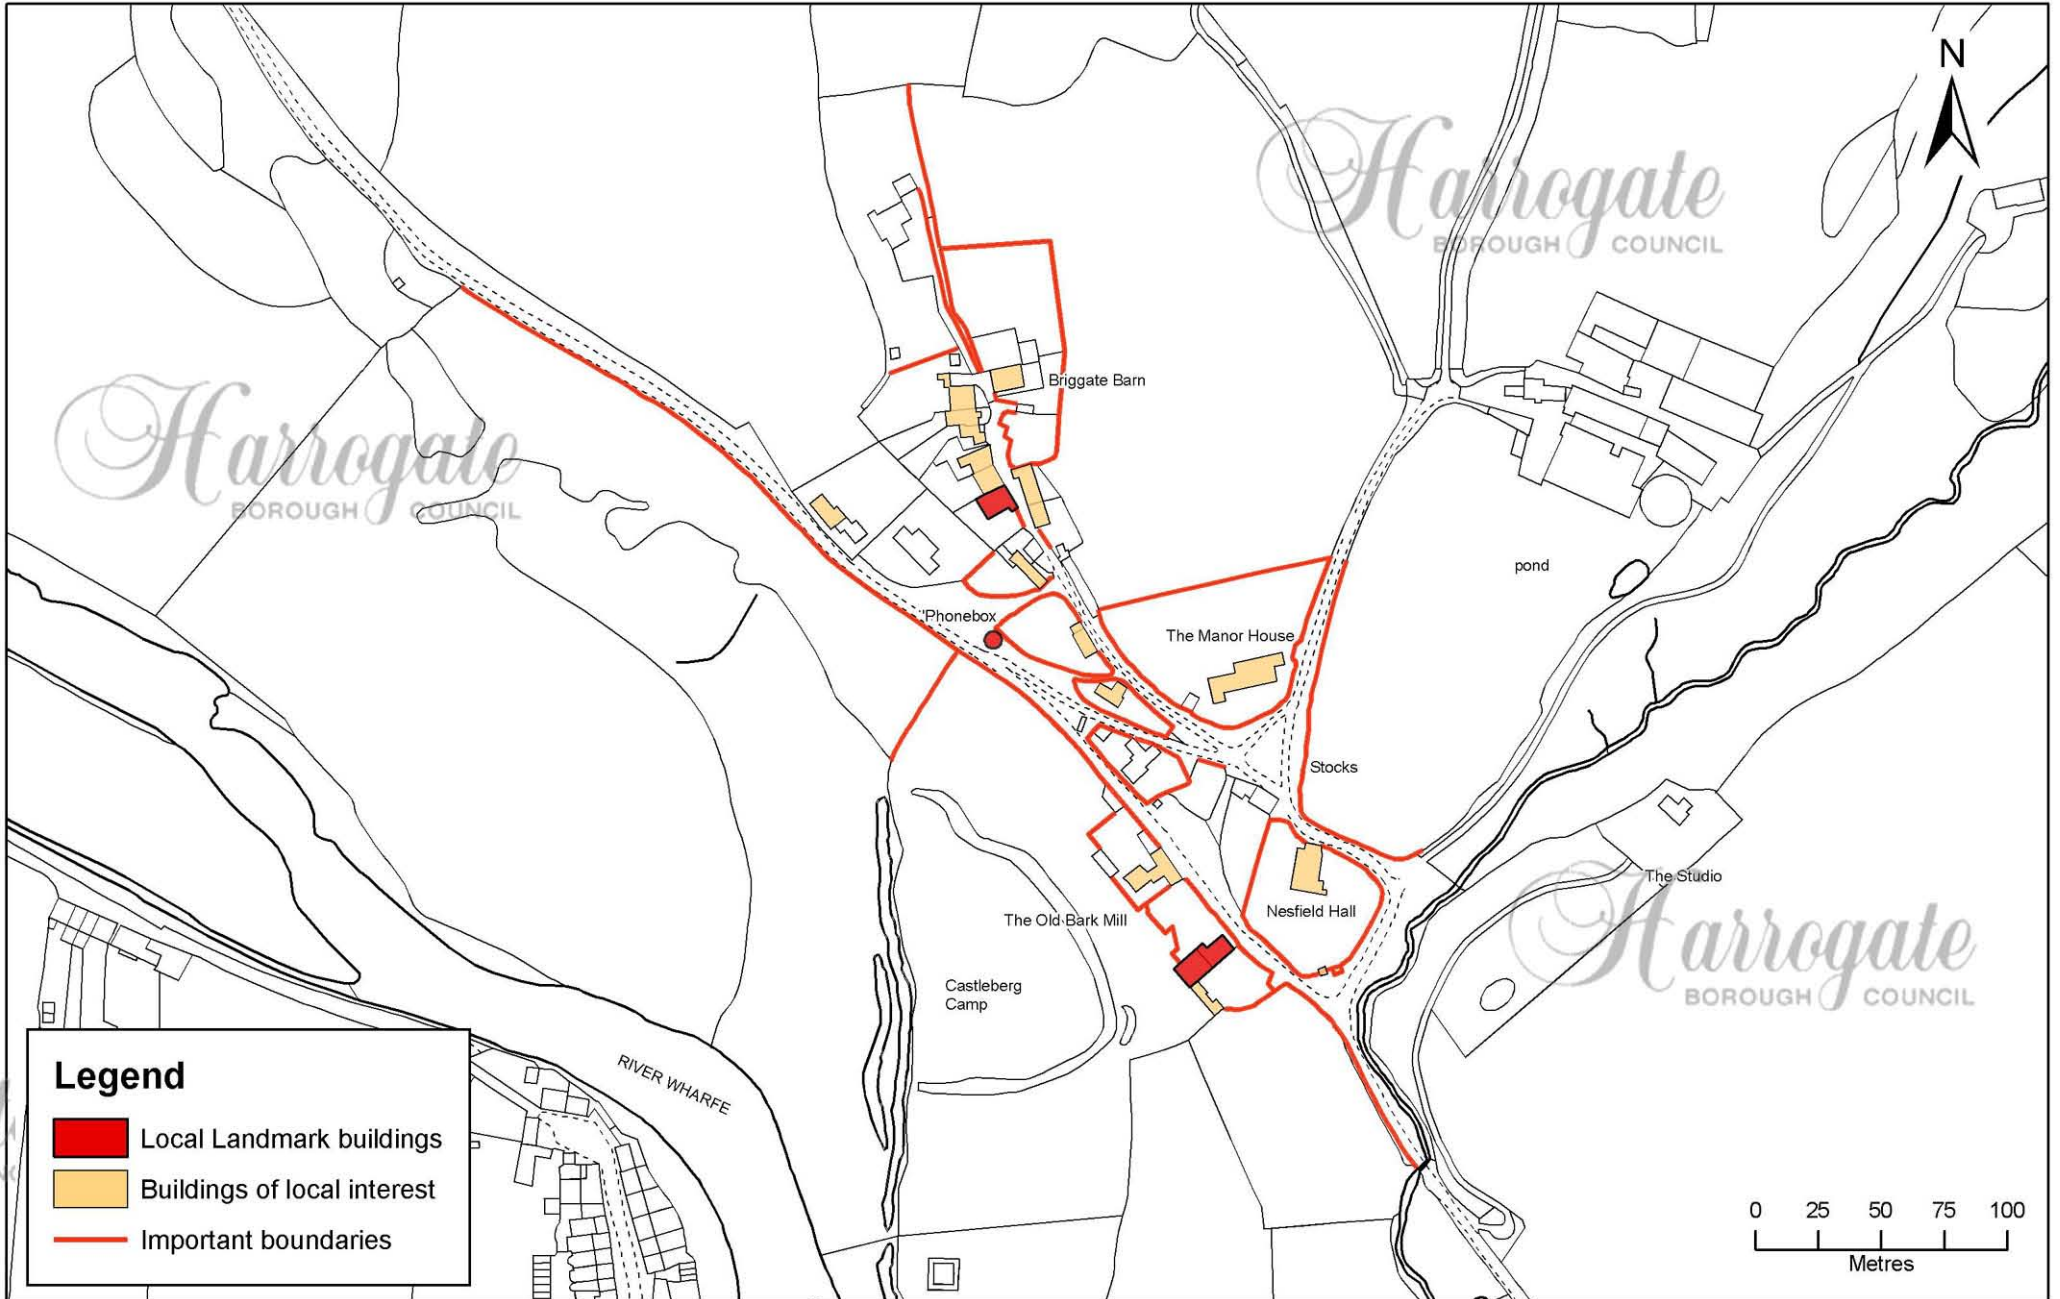 N
Harrogate
BOROUGH COUNCIL
Harrogate
BOROUGH COUNCIL
Briggate Barn
pond
'Phonebox
The Manor House
Stocks
The Studio
Harrogate
BOROUGH COUNCIL
Nesfield Hall
The Old Bark Mill
Castleberg
Camp
RIVER WHARFE
Legend
Local Landmark buildings
Buildings of local interest
Important boundaries
0 25 50 75 100
Metres